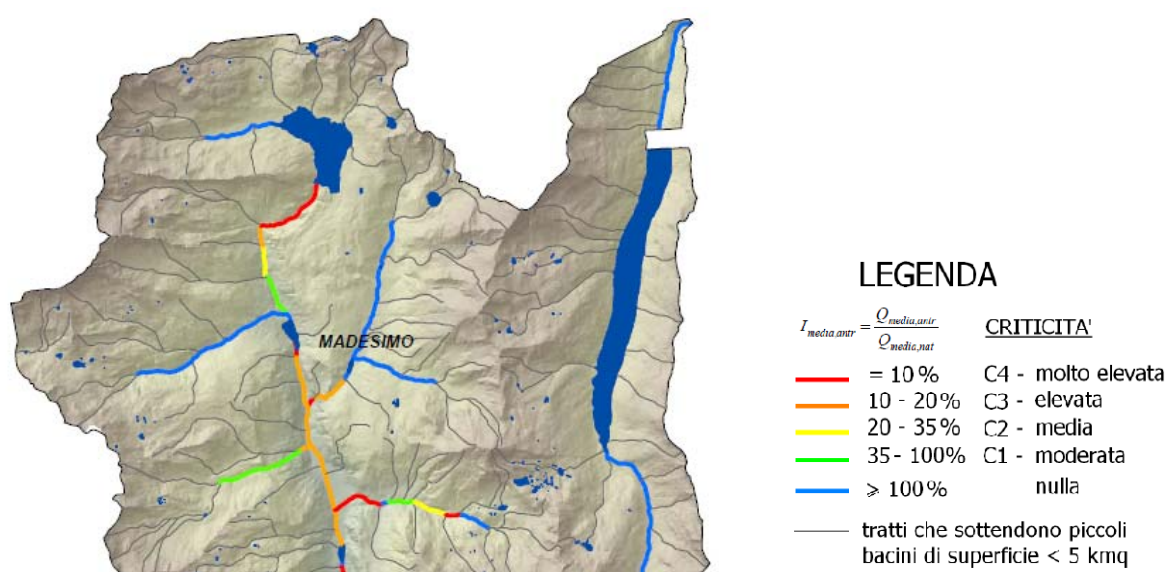 MADESIMO
LEGENDA
I media,antr = Q media,antr / Q media,nat
CRITICITA'
= 10 % C4 - molto elevata
10 - 20% C3 - elevata
20 - 35% C2 - media
35 - 100% C1 - moderata
⩾ 100% nulla
tratti che sottendono piccoli
bacini di superficie < 5 kmq